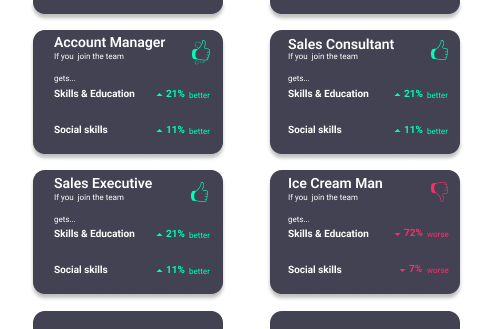 Account Manager
If you join the team
gets...
Skills & Education 21% better
Social skills 11% better
Sales Consultant
If you join the team
gets...
Skills & Education 21% better
Social skills 11% better
Sales Executive
If you join the team
gets...
Skills & Education 21% better
Social skills 11% better
Ice Cream Man
If you join the team
gets...
Skills & Education 72% worse
Social skills 7% worse